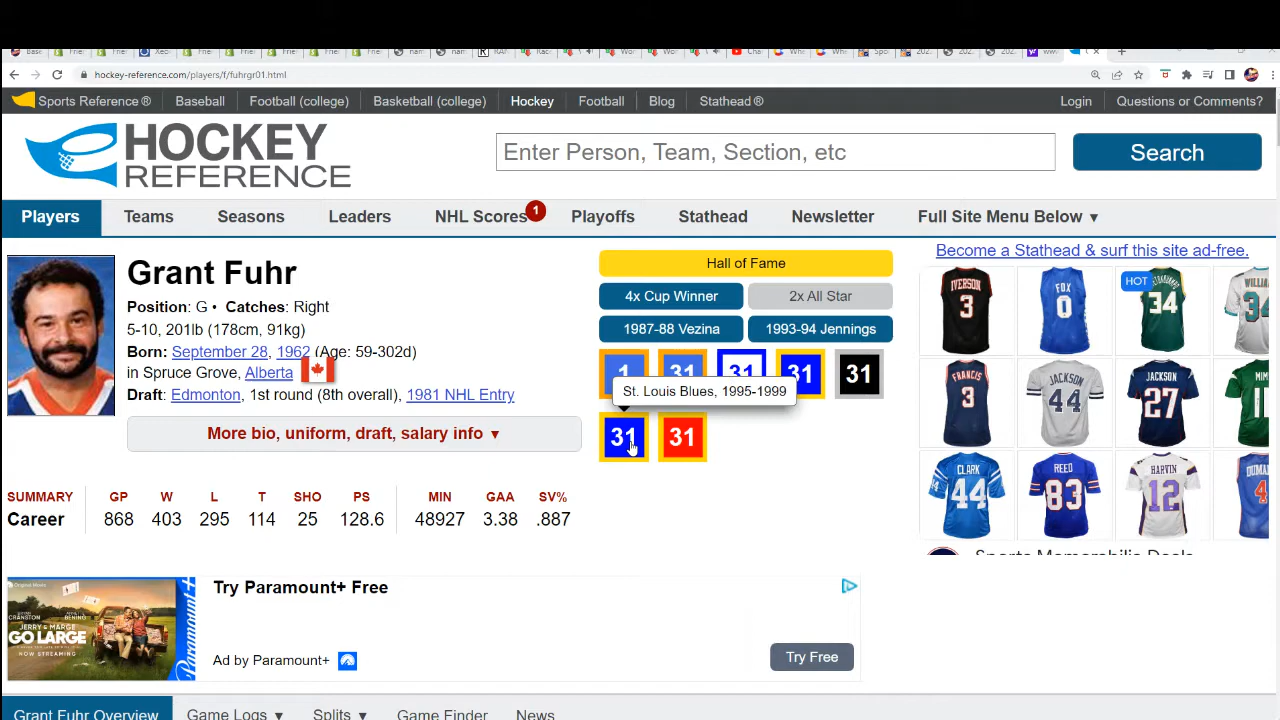 hockey-reference.com/players/f/fuhrgr01.html
Sports Reference ® Baseball Football (college) Basketball (college) Hockey Football Blog Stathead ® Login Questions or Comments?
HOCKEY
REFERENCE
Enter Person, Team, Section, etc
Search
Players Teams Seasons Leaders NHL Scores 1 Playoffs Stathead Newsletter Full Site Menu Below ▼
Become a Stathead & surf this site ad-free.
Grant Fuhr
Position: G • Catches: Right
5-10, 201lb (178cm, 91kg)
Born: September 28, 1962 (Age: 59-302d)
in Spruce Grove, Alberta
Draft: Edmonton, 1st round (8th overall), 1981 NHL Entry
More bio, uniform, draft, salary info ▼
Hall of Fame
4x Cup Winner 2x All Star
1987-88 Vezina 1993-94 Jennings
1 31 31 31 31
St. Louis Blues, 1995-1999
31 31
IVERSON 3
FOX 0
HOT
34
FRANCIS 3
JACKSON 44
JACKSON 27
CLARK 44
REED 83
HARVIN 12
SUMMARY GP W L T SHO PS MIN GAA SV%
Career 868 403 295 114 25 128.6 48927 3.38 .887
CRANSTON BENING
JERRY & MARGE
GO LARGE
NOW STREAMING
Paramount+
Try Paramount+ Free
Ad by Paramount+
Try Free
Grant Fuhr Overview Game Logs ▼ Splits ▼ Game Finder News